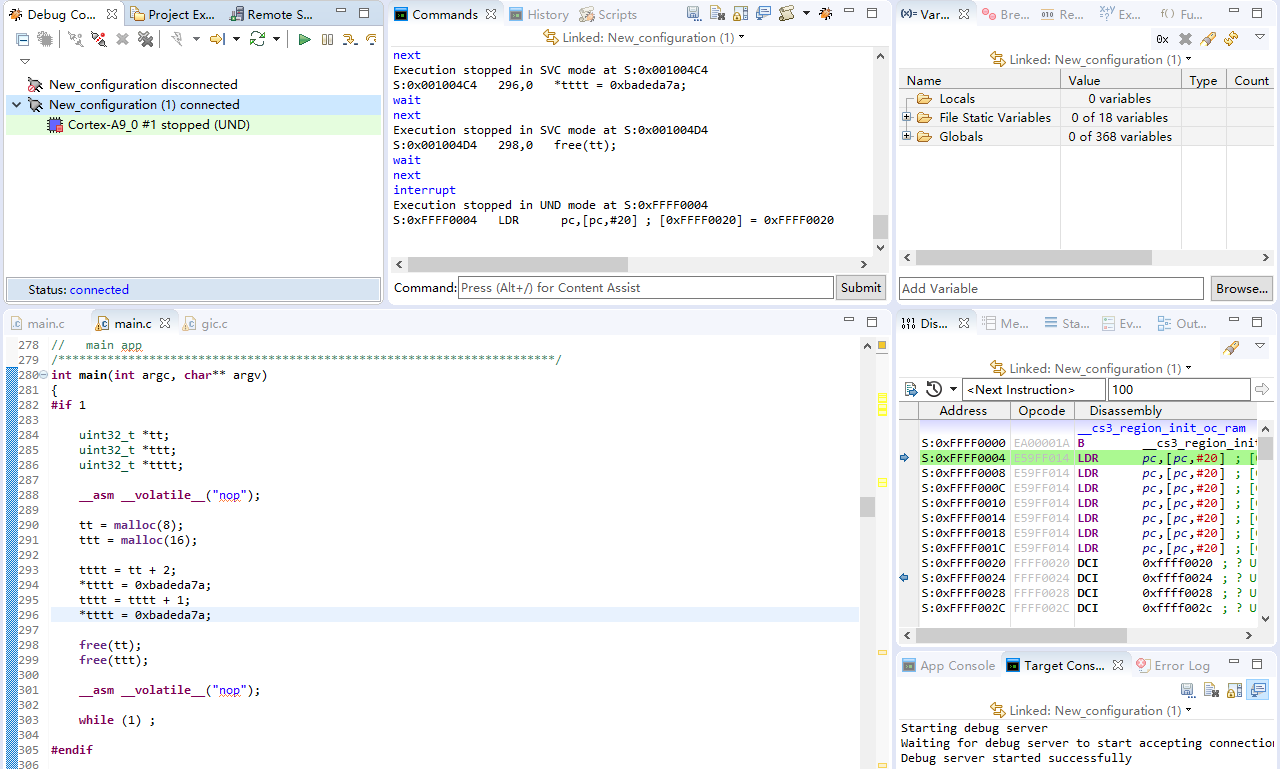 Debug Co...
Project Ex...
Remote S...
New_configuration disconnected
New_configuration (1) connected
Cortex-A9_0 #1 stopped (UND)
Status: connected
Commands
History
Scripts
Linked: New_configuration (1)
next
Execution stopped in SVC mode at S:0x001004C4
S:0x001004C4   296,0   *tttt = 0xbadeda7a;
wait
next
Execution stopped in SVC mode at S:0x001004D4
S:0x001004D4   298,0   free(tt);
wait
next
interrupt
Execution stopped in UND mode at S:0xFFFF0004
S:0xFFFF0004   LDR      pc,[pc,#20] ; [0xFFFF0020] = 0xFFFF0020
Command: Press (Alt+/) for Content Assist Submit
(x)= Var...
Bre...
Re...
Ex...
Fu...
Linked: New_configuration (1)
Name Value Type Count
Locals 0 variables
File Static Variables 0 of 18 variables
Globals 0 of 368 variables
Add Variable Browse...
main.c
main.c
gic.c
278 //   main app
279 /***************************************************************************/
280 int main(int argc, char** argv)
281 {
282 #if 1
283
284     uint32_t *tt;
285     uint32_t *ttt;
286     uint32_t *tttt;
287
288     __asm __volatile__("nop");
289
290     tt = malloc(8);
291     ttt = malloc(16);
292
293     tttt = tt + 2;
294     *tttt = 0xbadeda7a;
295     tttt = tttt + 1;
296     *tttt = 0xbadeda7a;
297
298     free(tt);
299     free(ttt);
300
301     __asm __volatile__("nop");
302
303     while (1) ;
304
305 #endif
306
Dis...
Me...
Sta...
Ev...
Out...
Linked: New_configuration (1)
<Next Instruction> 100
Address Opcode Disassembly
__cs3_region_init_oc_ram
S:0xFFFF0000 EA00001A B __cs3_region_init
S:0xFFFF0004 E59FF014 LDR pc,[pc,#20] ; [
S:0xFFFF0008 E59FF014 LDR pc,[pc,#20] ; [
S:0xFFFF000C E59FF014 LDR pc,[pc,#20] ; [
S:0xFFFF0010 E59FF014 LDR pc,[pc,#20] ; [
S:0xFFFF0014 E59FF014 LDR pc,[pc,#20] ; [
S:0xFFFF0018 E59FF014 LDR pc,[pc,#20] ; [
S:0xFFFF001C E59FF014 LDR pc,[pc,#20] ; [
S:0xFFFF0020 FFFF0020 DCI 0xffff0020 ; ? U
S:0xFFFF0024 FFFF0024 DCI 0xffff0024 ; ? U
S:0xFFFF0028 FFFF0028 DCI 0xffff0028 ; ? U
S:0xFFFF002C FFFF002C DCI 0xffff002c ; ? U
App Console
Target Cons...
Error Log
Linked: New_configuration (1)
Starting debug server
Waiting for debug server to start accepting connection
Debug server started successfully